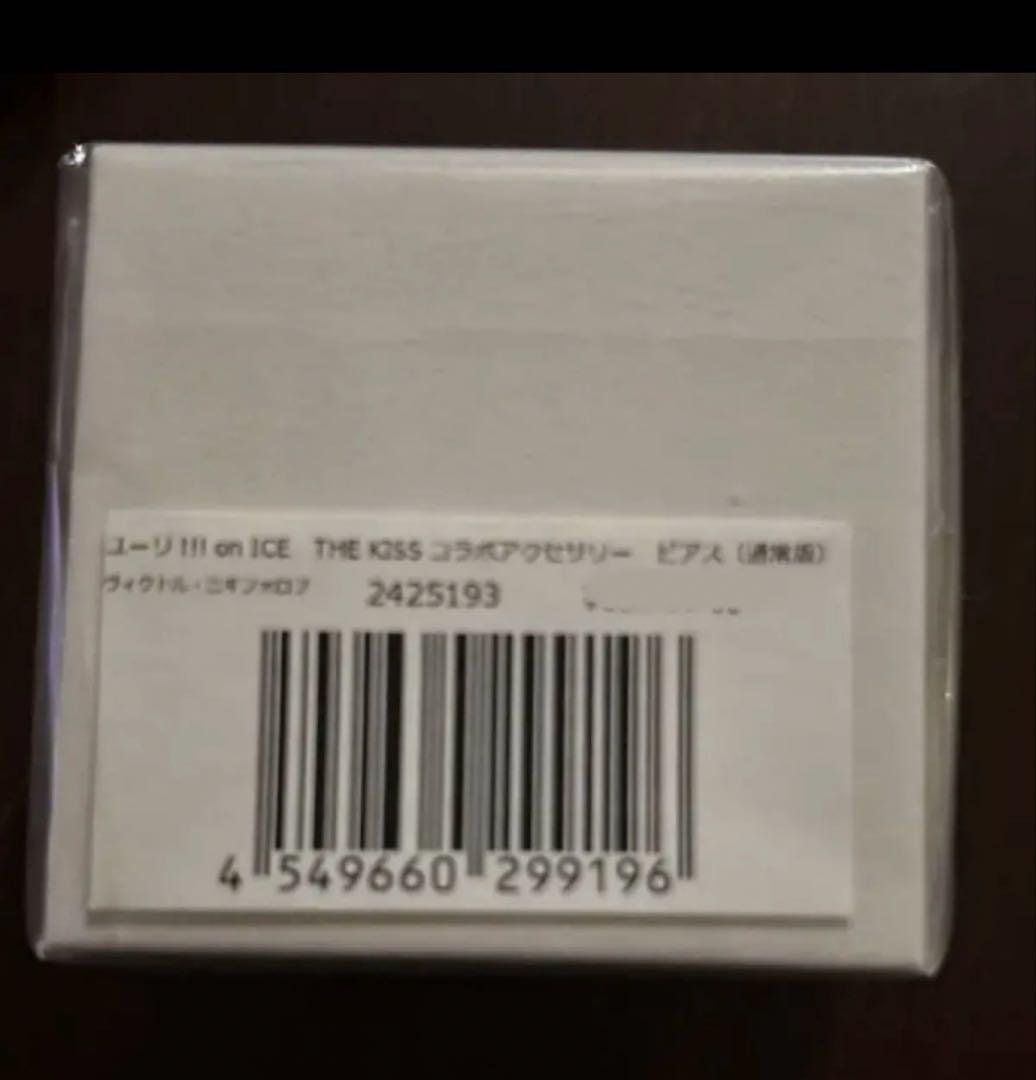 ユーリ!!! on ICE THE KISS コラボアクセサリー ピアス（通常版）
ヴィクトル・ニキフォロフ 2425193
4 549660 299196